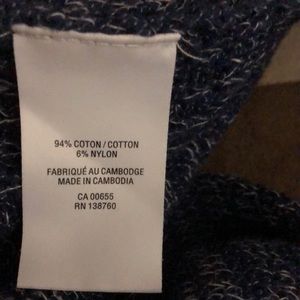 94% COTON / COTTON
6% NYLON
FABRIQUÉ AU CAMBODGE
MADE IN CAMBODIA
CA 00655
RN 138760